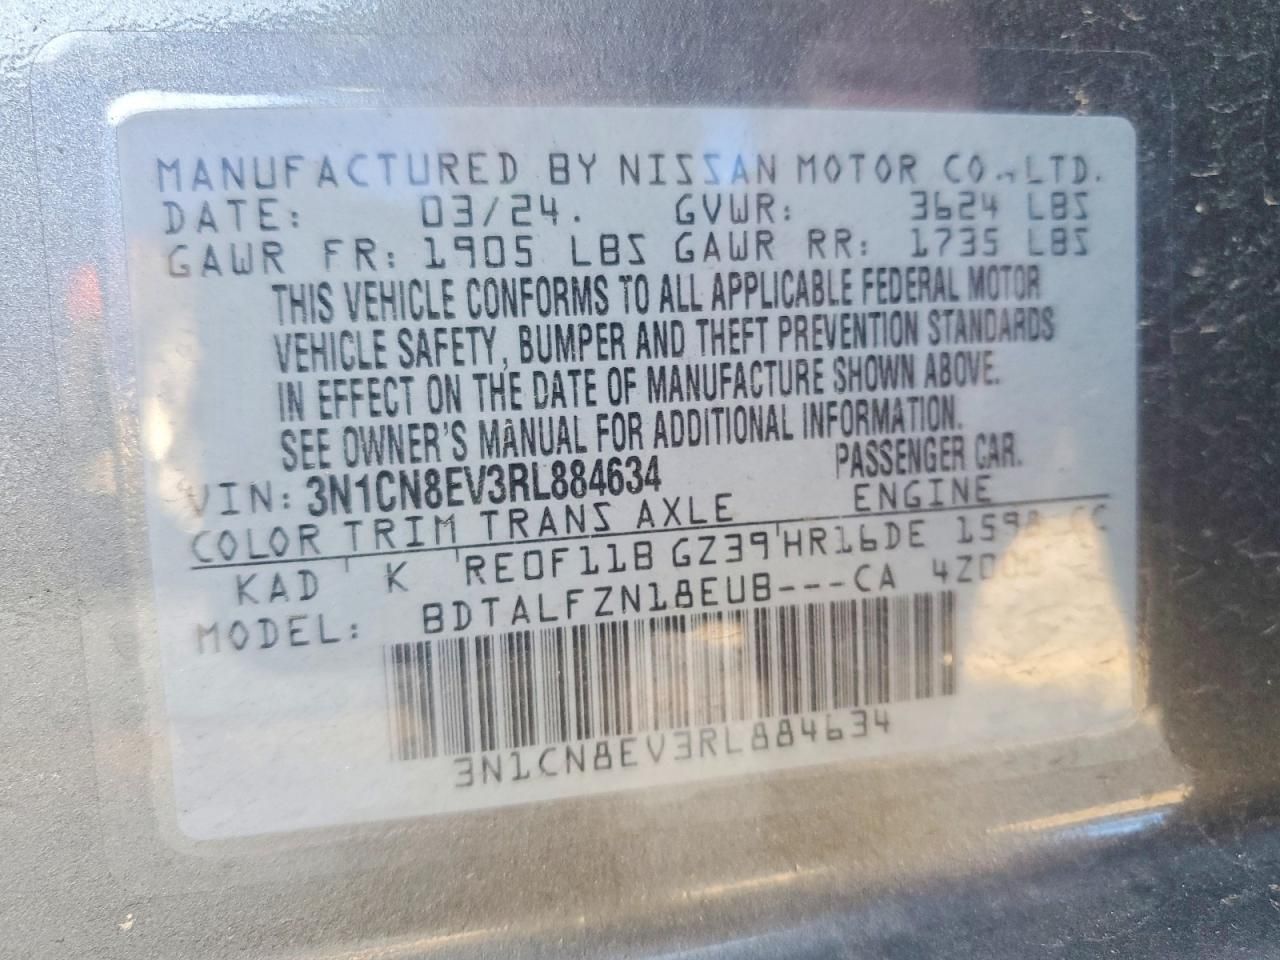 MANUFACTURED BY NISSAN MOTOR CO., LTD.
DATE: 03/24. GVWR: 3624 LBS
GAWR FR: 1905 LBS GAWR RR: 1735 LBS
THIS VEHICLE CONFORMS TO ALL APPLICABLE FEDERAL MOTOR
VEHICLE SAFETY, BUMPER AND THEFT PREVENTION STANDARDS
IN EFFECT ON THE DATE OF MANUFACTURE SHOWN ABOVE.
SEE OWNER'S MANUAL FOR ADDITIONAL INFORMATION.
VIN: 3N1CN8EV3RL884634 PASSENGER CAR.
COLOR TRIM TRANS AXLE ENGINE
KAD K RE0F11B GZ39 HR16DE
MODEL: BDTALFZN18EUB---CA
3N1CN8EV3RL884634